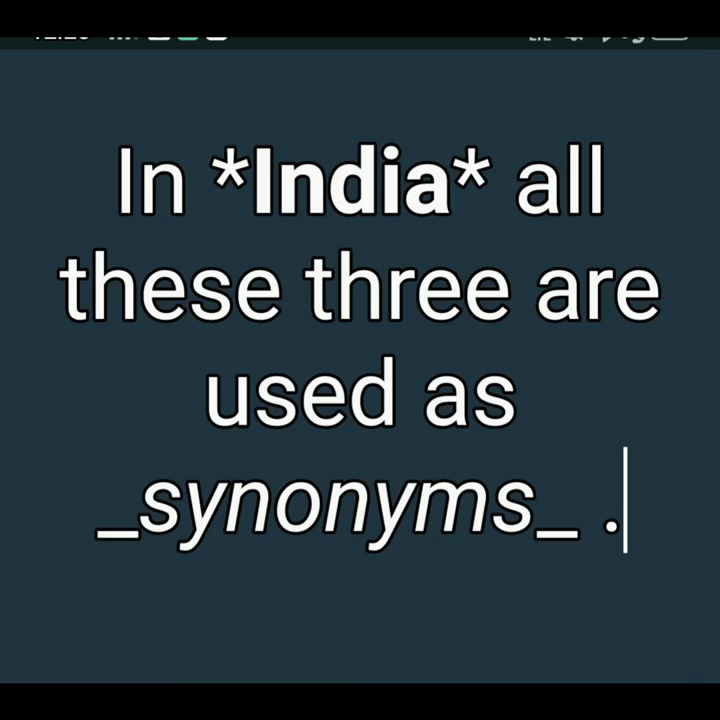 In *India* all
these three are
used as
_synonyms_ .